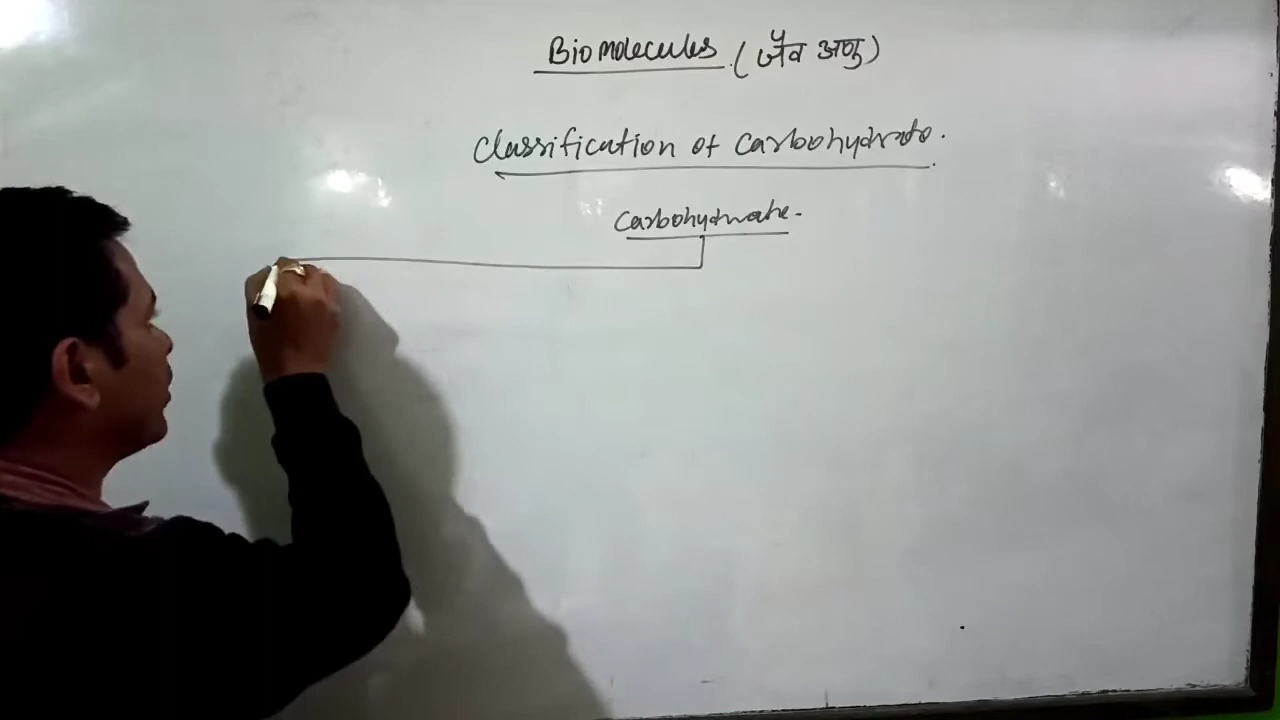 Biomolecules (जैव अणु)
Classification of Carbohydrate.
Carbohydrate.